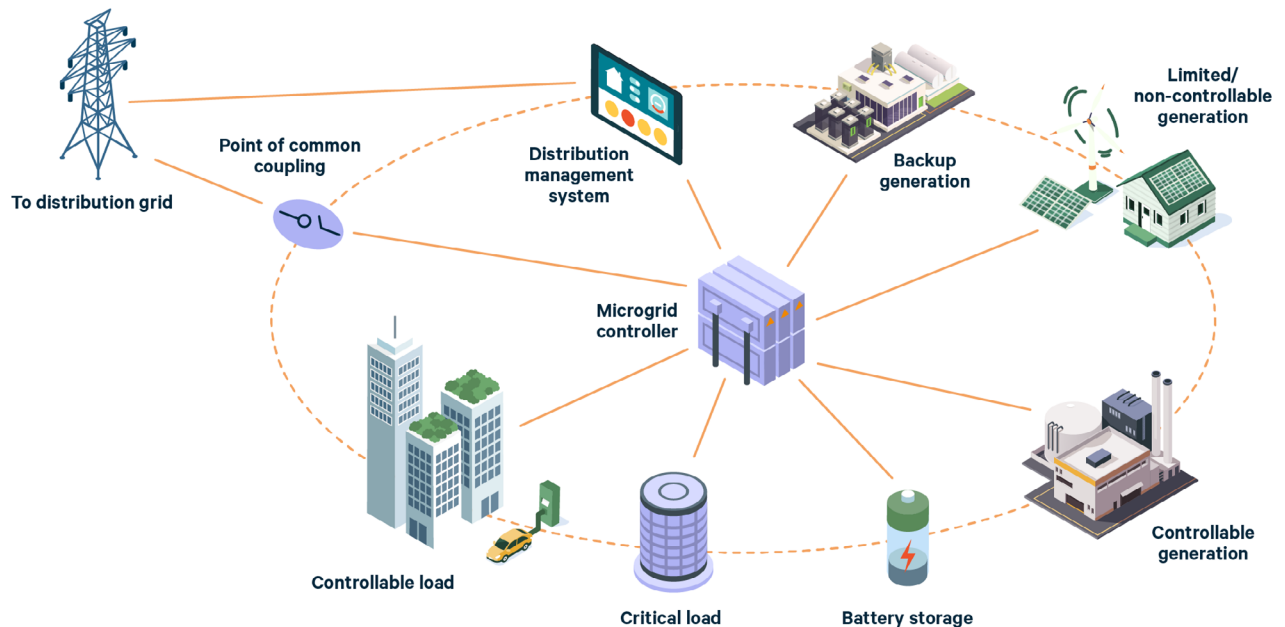 Limited/
non-controllable
generation
Point of common
coupling
Distribution
management
system
Backup
generation
To distribution grid
Microgrid
controller
Controllable
generation
Controllable load
Critical load
Battery storage